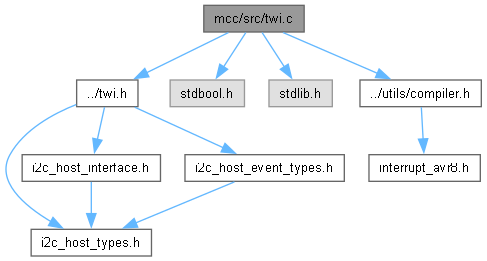 mcc/src/twi.c
../twi.h
stdbool.h
stdlib.h
../utils/compiler.h
i2c_host_interface.h
i2c_host_event_types.h
interrupt_avr8.h
i2c_host_types.h